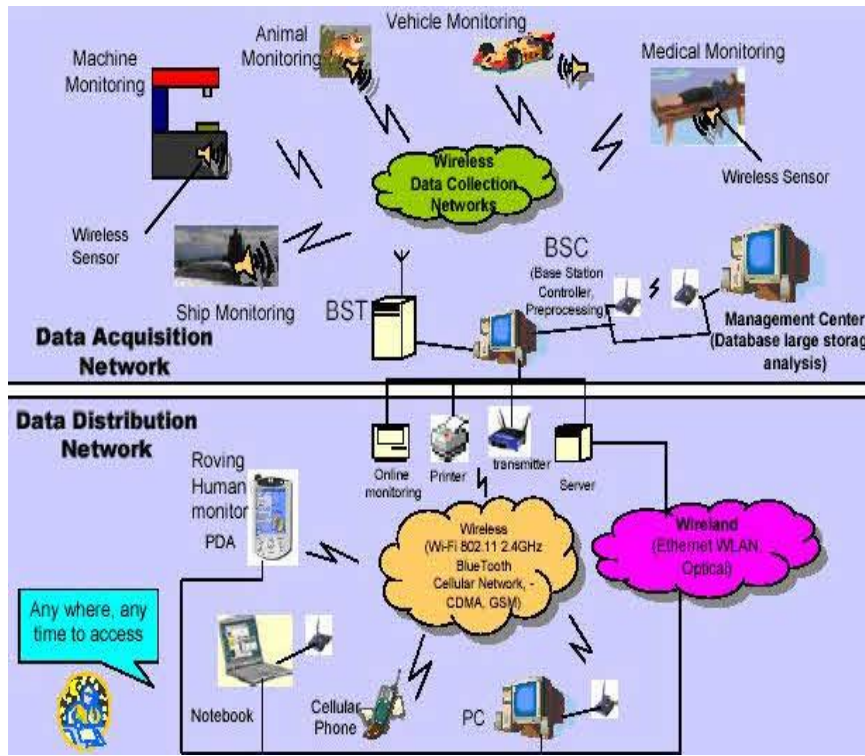 Machine
Monitoring
Animal
Monitoring
Vehicle Monitoring
Medical Monitoring
Wireless
Data Collection
Networks
Wireless Sensor
Wireless
Sensor
Ship Monitoring
BST
BSC
(Base Station
Controller,
Preprocessing)
Management Center
(Database large storag
analysis)
Data Acquisition
Network
Data Distribution
Network
Online
monitoring
Printer
transmitter
Server
Roving
Human
monitor
PDA
Wireless
(Wi-Fi 802.11 2.4GHz
BlueTooth
Cellular Network, -
CDMA, GSM)
Wireland
(Ethernet WLAN,
Optical)
Any where, any
time to access
Notebook
Cellular
Phone
PC